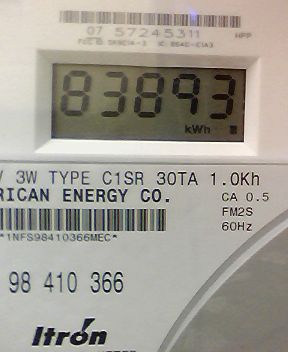 07 57245311
83893
kWh
V 3W TYPE C1SR 30TA 1.0Kh
RICAN ENERGY CO.
CA 0.5
FM2S
60Hz
*1NFS98410366MEC*
98 410 366
Itrón